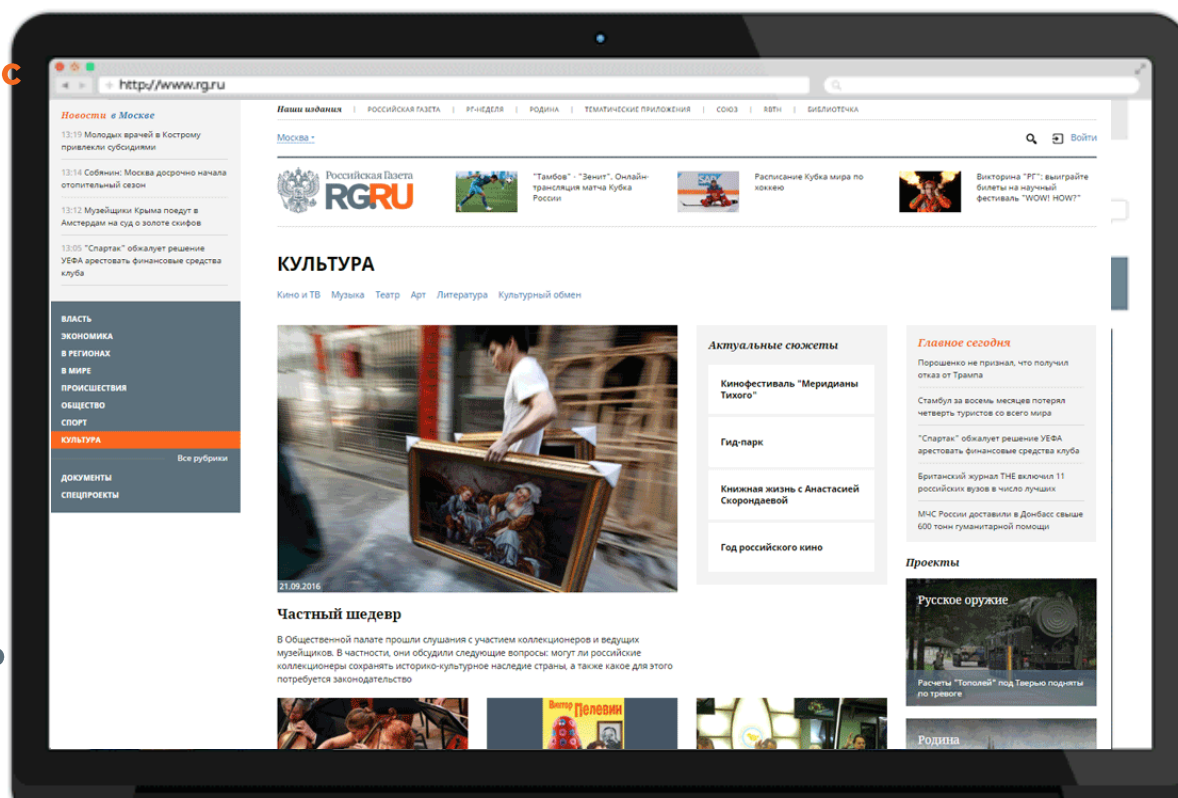 С
http://www.rg.ru
Новости в Москве
13:19 Молодых врачей в Кострому
привлекли субсидиями
13:14 Собянин: Москва досрочно начала
отопительный сезон
13:12 Музейщики Крыма поедут в
Амстердам на суд о золоте скифов
13:05 "Спартак" обжалует решение
УЕФА арестовать финансовые средства
клуба
ВЛАСТЬ
ЭКОНОМИКА
В РЕГИОНАХ
В МИРЕ
ПРОИСШЕСТВИЯ
ОБЩЕСТВО
СПОРТ
КУЛЬТУРА
Все рубрики
ДОКУМЕНТЫ
СПЕЦПРОЕКТЫ
Наши издания | РОССИЙСКАЯ ГАЗЕТА | РГ-НЕДЕЛЯ | РОДИНА | ТЕМАТИЧЕСКИЕ ПРИЛОЖЕНИЯ | СОЮЗ | RBTH | БИБЛИОТЕЧКА
Москва
Войти
Российская Газета
RG.RU
"Тамбов" - "Зенит". Онлайн-
трансляция матча Кубка
России
SAP
Расписание Кубка мира по
хоккею
Викторина "РГ": выиграйте
билеты на научный
фестиваль "WOW! HOW?"
КУЛЬТУРА
Кино и ТВ Музыка Театр Арт Литература Культурный обмен
21.09.2016
Частный шедевр
В Общественной палате прошли слушания с участием коллекционеров и ведущих
музейщиков. В частности, они обсудили следующие вопросы: могут ли российские
коллекционеры сохранять историко-культурное наследие страны, а также какое для этого
потребуется законодательство
Виктор Пелевин
Актуальные сюжеты
Кинофестиваль "Меридианы
Тихого"
Гид-парк
Книжная жизнь с Анастасией
Скорондаевой
Год российского кино
Главное сегодня
Порошенко не признал, что получил
отказ от Трампа
Стамбул за восемь месяцев потерял
четверть туристов со всего мира
"Спартак" обжалует решение УЕФА
арестовать финансовые средства клуба
Британский журнал THE включил 11
российских вузов в число лучших
МЧС России доставили в Донбасс свыше
600 тонн гуманитарной помощи
Проекты
Русское оружие
Расчеты "Тополей" под Тверью подняты
по тревоге
Родина